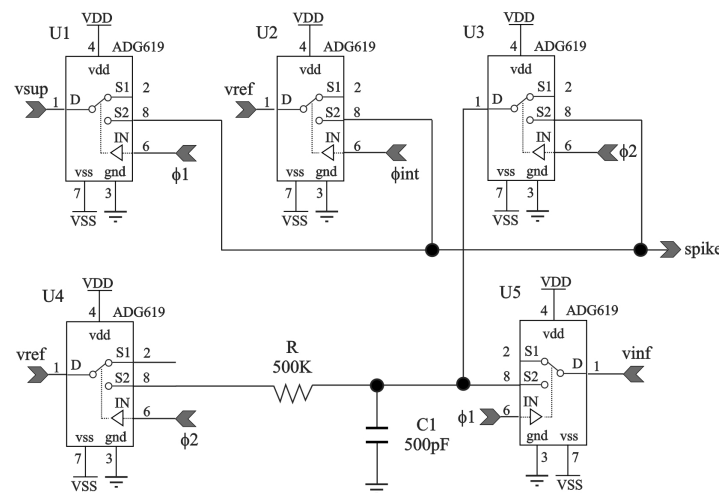 U1
VDD
4
ADG619
vdd
vsup
1
D
S1
2
S2
8
IN
6
ϕ1
vss
gnd
7
3
VSS
U2
VDD
4
ADG619
vdd
vref
1
D
S1
2
S2
8
IN
6
ϕint
vss
gnd
7
3
VSS
U3
VDD
4
ADG619
vdd
1
D
S1
2
S2
8
IN
6
ϕ2
vss
gnd
7
3
VSS
spike
U4
VDD
4
ADG619
vdd
vref
1
D
S1
2
S2
8
IN
6
ϕ2
vss
gnd
7
3
VSS
R
500K
C1
500pF
U5
VDD
4
ADG619
vdd
2
S1
D
1
vinf
8
S2
ϕ1
6
IN
gnd
vss
3
7
VSS